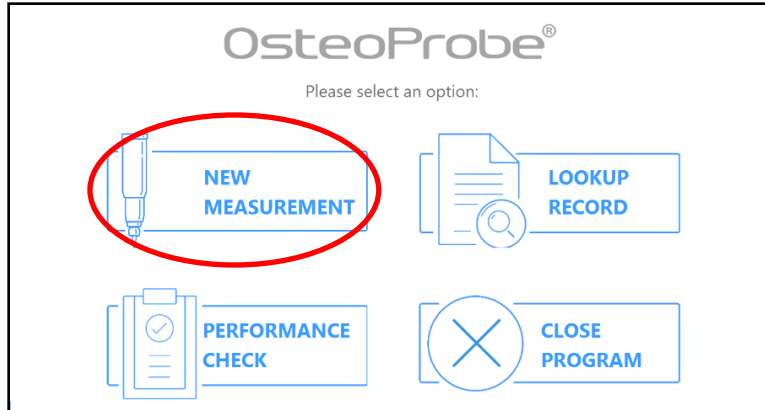 OsteoProbe®
Please select an option:
NEW
MEASUREMENT
LOOKUP
RECORD
PERFORMANCE
CHECK
CLOSE
PROGRAM